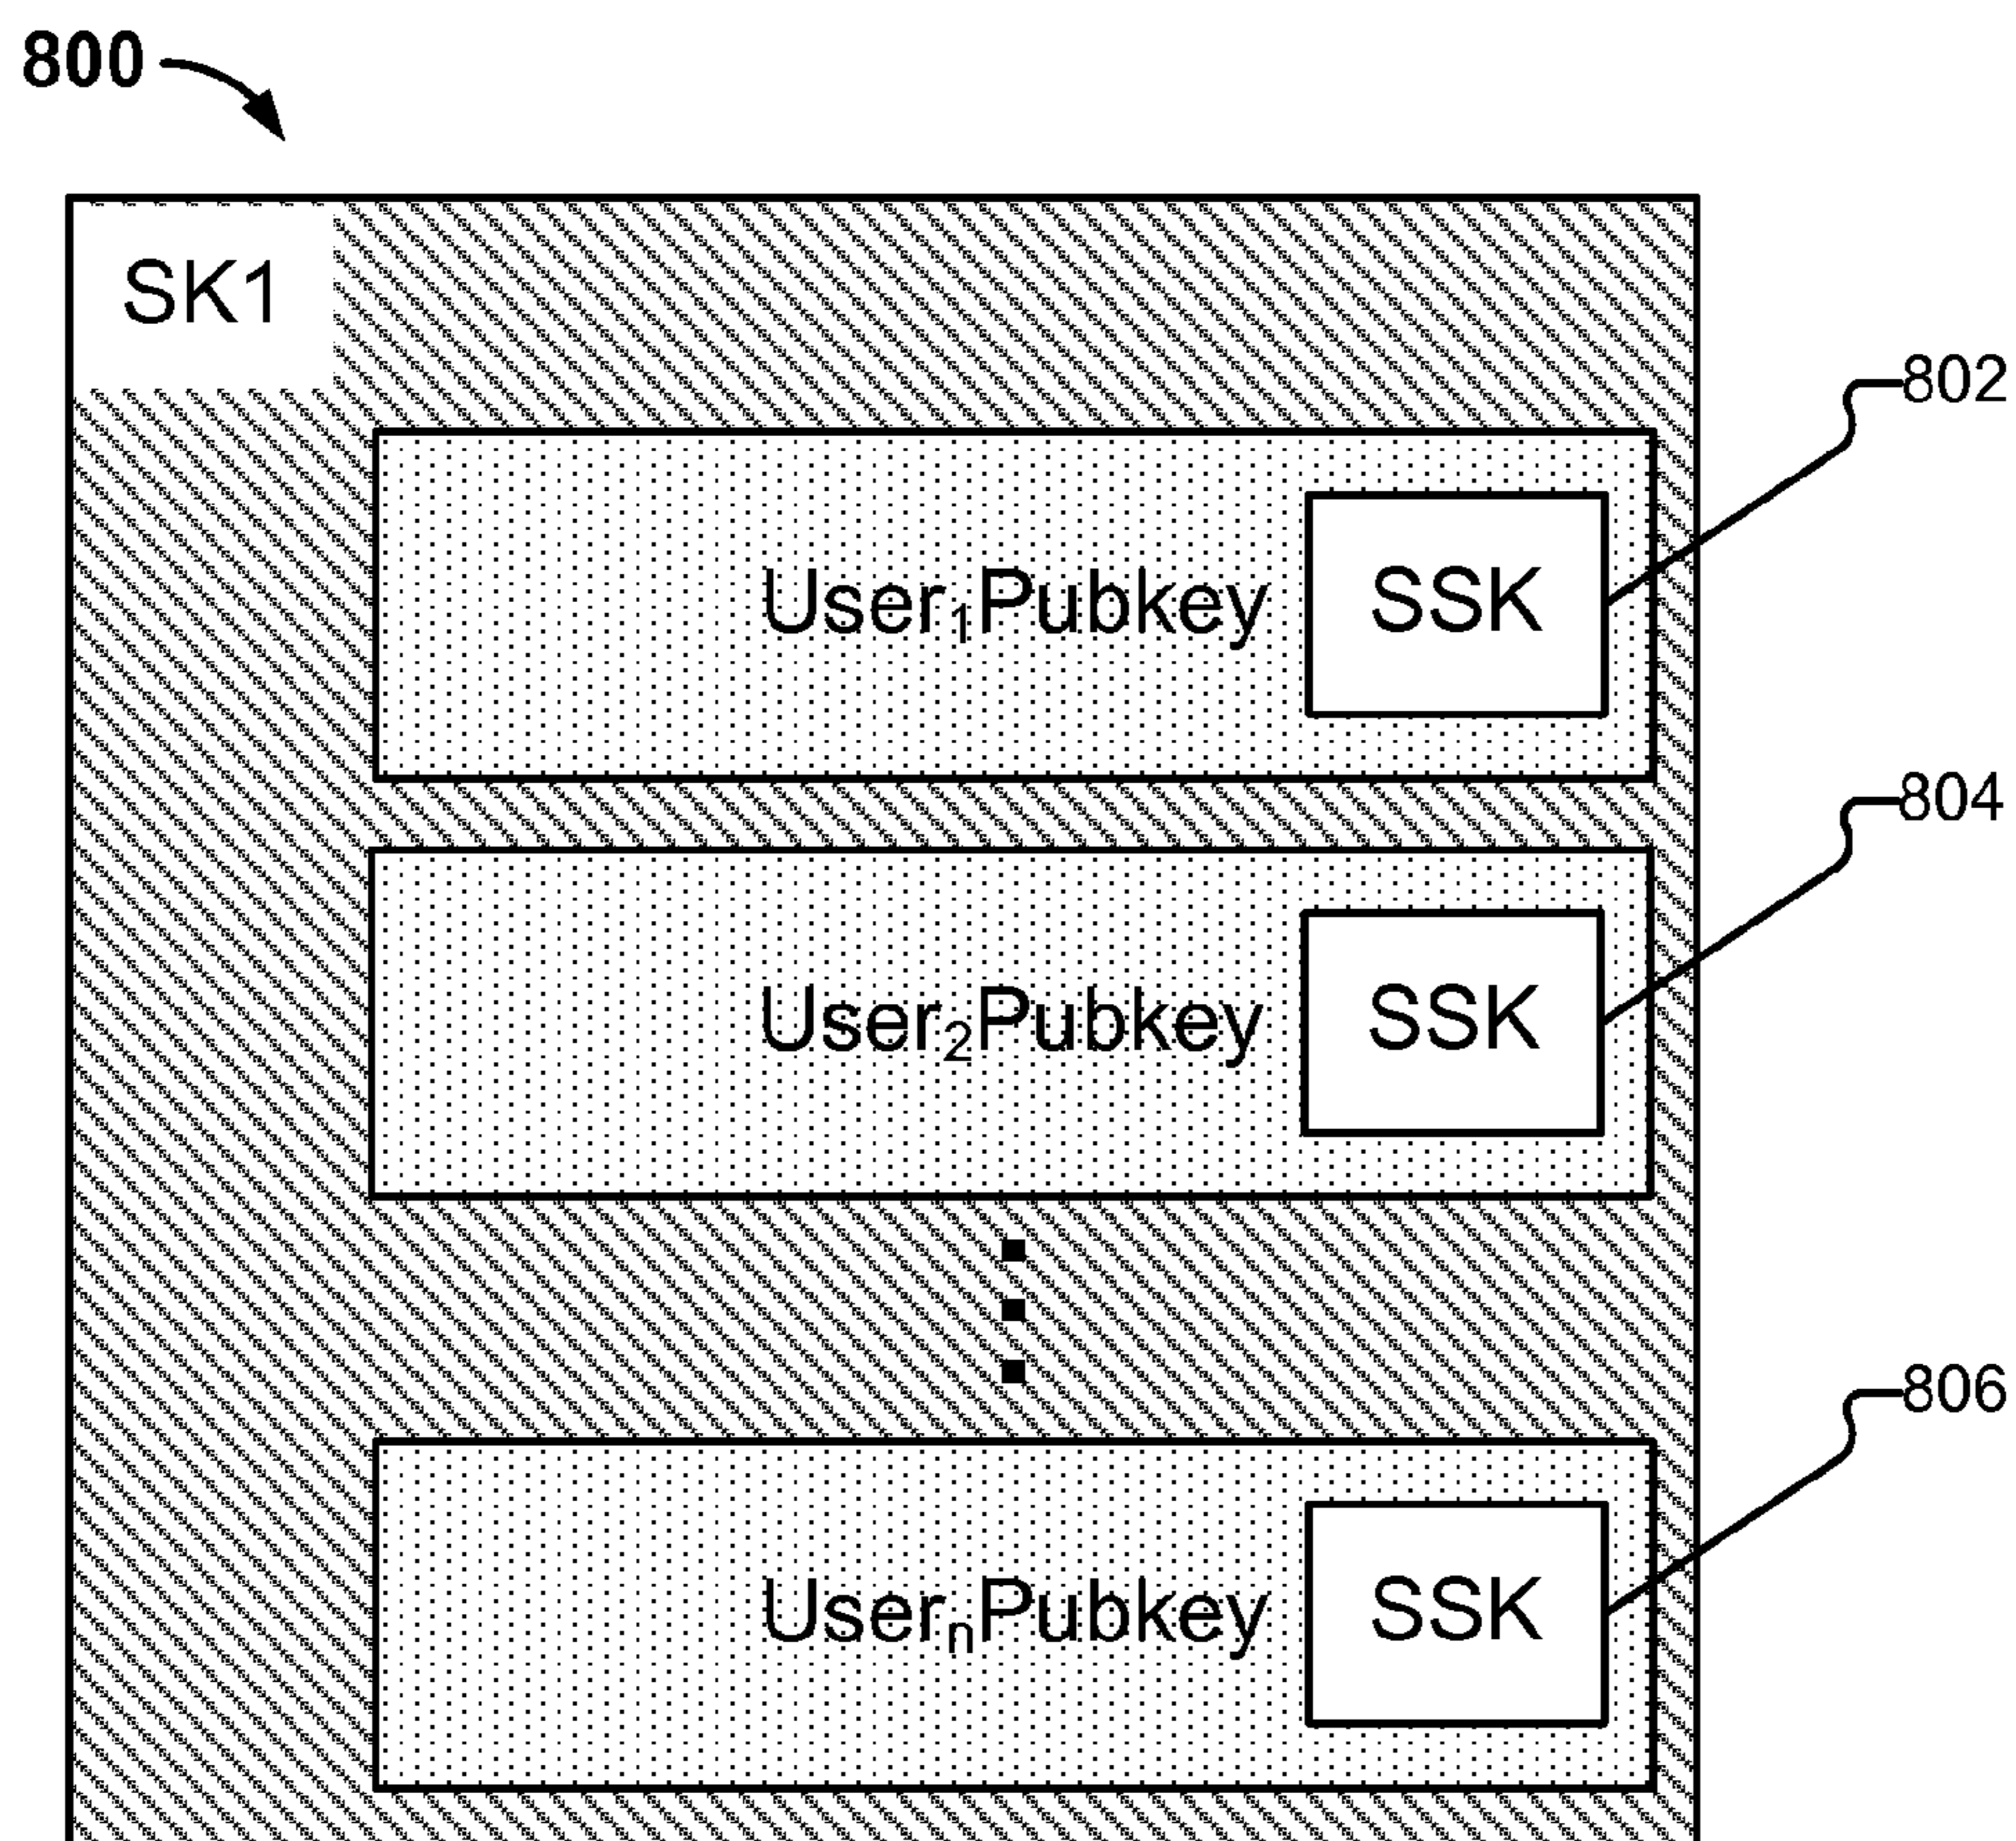 800
SK1
802
User₁Pubkey SSK
804
User₂Pubkey SSK
806
UserₙPubkey SSK